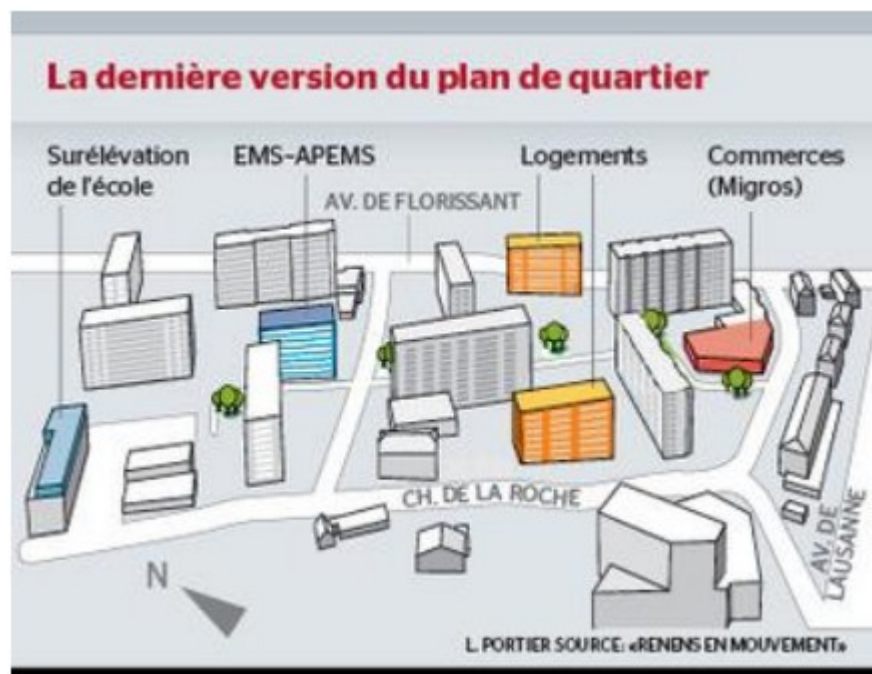 La dernière version du plan de quartier
Surélévation
de l'école
EMS-APEMS
Logements
Commerces
(Migros)
AV. DE FLORISSANT
CH. DE LA ROCHE
AV. DE
LAUSANNE
N
L. PORTIER SOURCE: «RENENS EN MOUVEMENT»